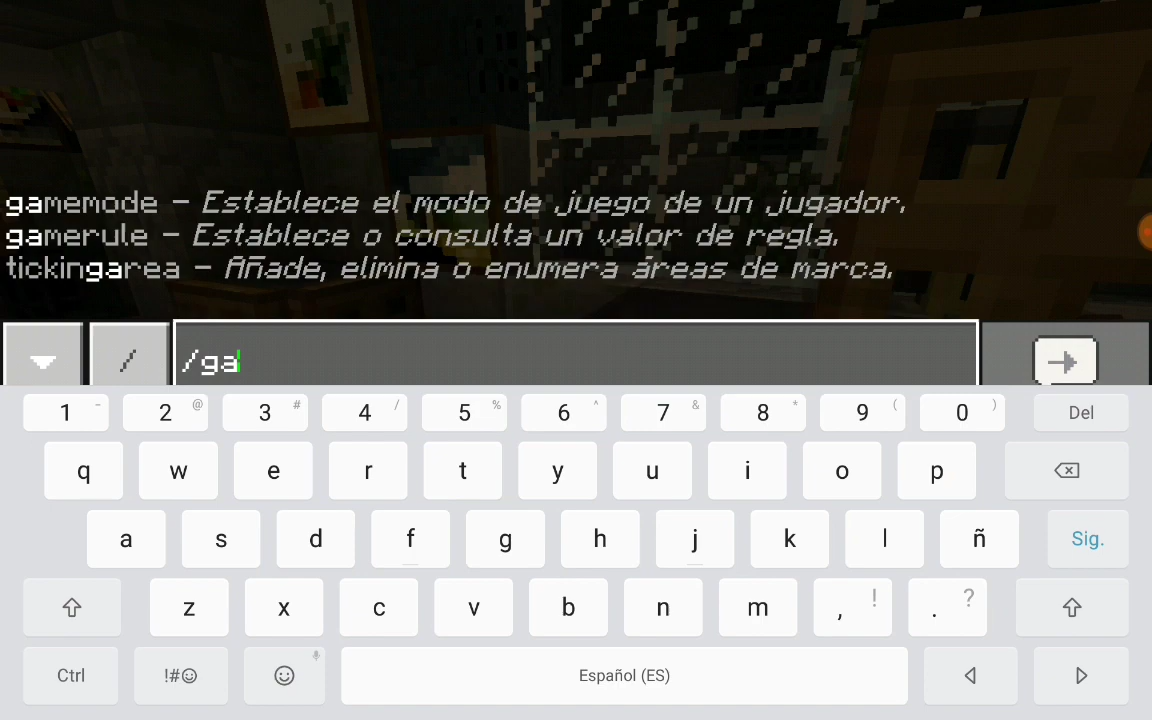 gamemode – Establece el modo de juego de un jugador.
gamerule – Establece o consulta un valor de regla.
tickingarea – Añade, elimina o enumera áreas de marca.
/ /ga
1 - 2 @ 3 # 4 / 5 % 6 ^ 7 & 8 * 9 ( 0 ) Del
q w e r t y u i o p
a s d f g h j k l ñ Sig.
z x c v b n m , ! . ?
Ctrl !#☺ Español (ES)